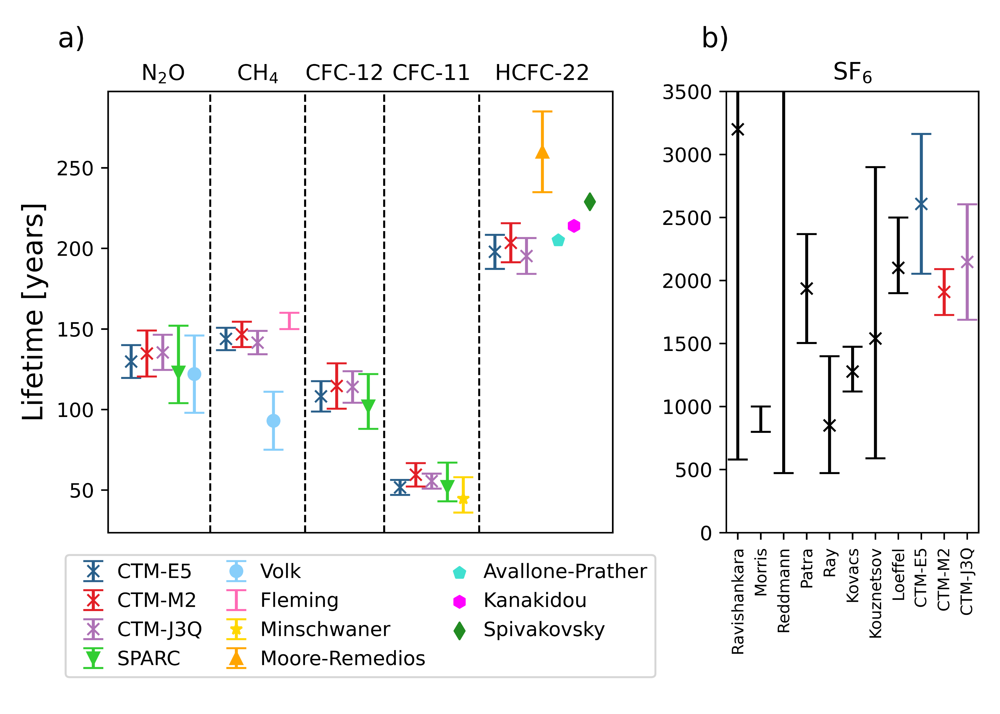 a)
N₂O CH₄ CFC-12 CFC-11 HCFC-22
Lifetime [years]
250
200
150
100
50
CTM-E5
CTM-M2
CTM-J3Q
SPARC
Volk
Fleming
Minschwaner
Moore-Remedios
Avallone-Prather
Kanakidou
Spivakovsky
b)
SF₆
3500
3000
2500
2000
1500
1000
500
0
Ravishankara
Morris
Reddmann
Patra
Ray
Kovacs
Kouznetsov
Loeffel
CTM-E5
CTM-M2
CTM-J3Q